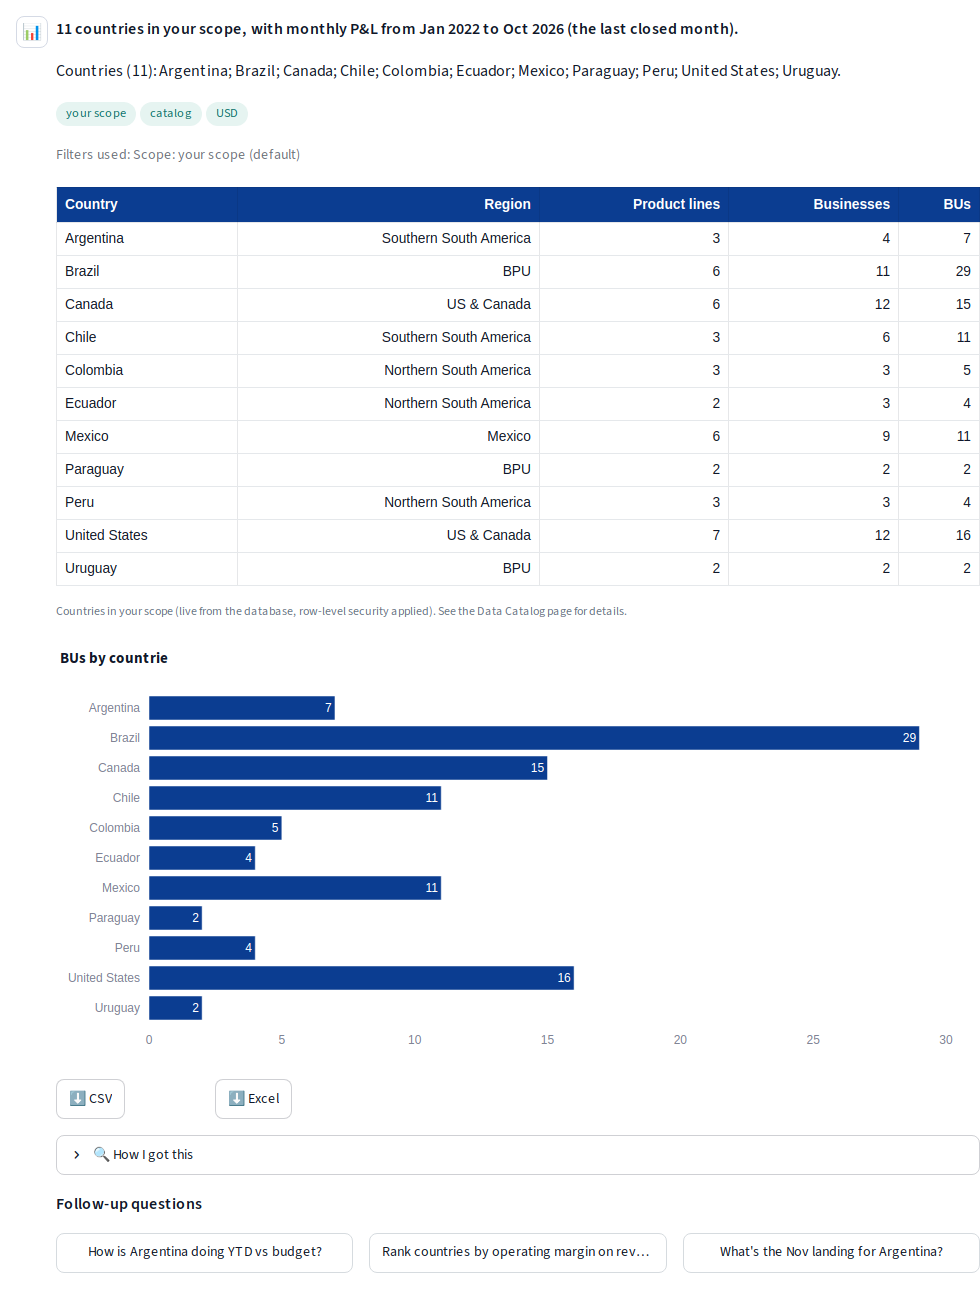 11 countries in your scope, with monthly P&L from Jan 2022 to Oct 2026 (the last closed month).
Countries (11): Argentina; Brazil; Canada; Chile; Colombia; Ecuador; Mexico; Paraguay; Peru; United States; Uruguay.
your scope catalog USD
Filters used: Scope: your scope (default)
Country Region Product lines Businesses BUs
Argentina Southern South America 3 4 7
Brazil BPU 6 11 29
Canada US & Canada 6 12 15
Chile Southern South America 3 6 11
Colombia Northern South America 3 3 5
Ecuador Northern South America 2 3 4
Mexico Mexico 6 9 11
Paraguay BPU 2 2 2
Peru Northern South America 3 3 4
United States US & Canada 7 12 16
Uruguay BPU 2 2 2
Countries in your scope (live from the database, row-level security applied). See the Data Catalog page for details.
BUs by countrie
Argentina 7
Brazil 29
Canada 15
Chile 11
Colombia 5
Ecuador 4
Mexico 11
Paraguay 2
Peru 4
United States 16
Uruguay 2
0 5 10 15 20 25 30
CSV Excel
How I got this
Follow-up questions
How is Argentina doing YTD vs budget? Rank countries by operating margin on rev... What's the Nov landing for Argentina?